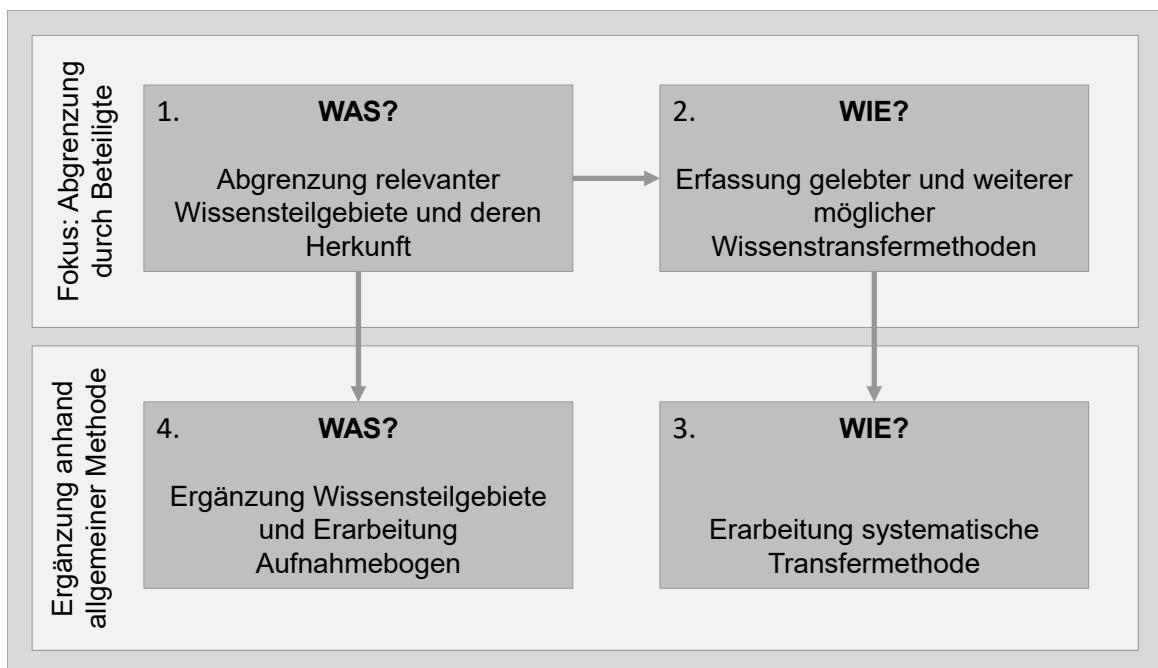 Fokus: Abgrenzung
durch Beteiligte
1. WAS?
Abgrenzung relevanter
Wissensteilgebiete und deren
Herkunft
2. WIE?
Erfassung gelebter und weiterer
möglicher
Wissenstransfermethoden
Ergänzung anhand
allgemeiner Methode
4. WAS?
Ergänzung Wissensteilgebiete
und Erarbeitung
Aufnahmebogen
3. WIE?
Erarbeitung systematische
Transfermethode